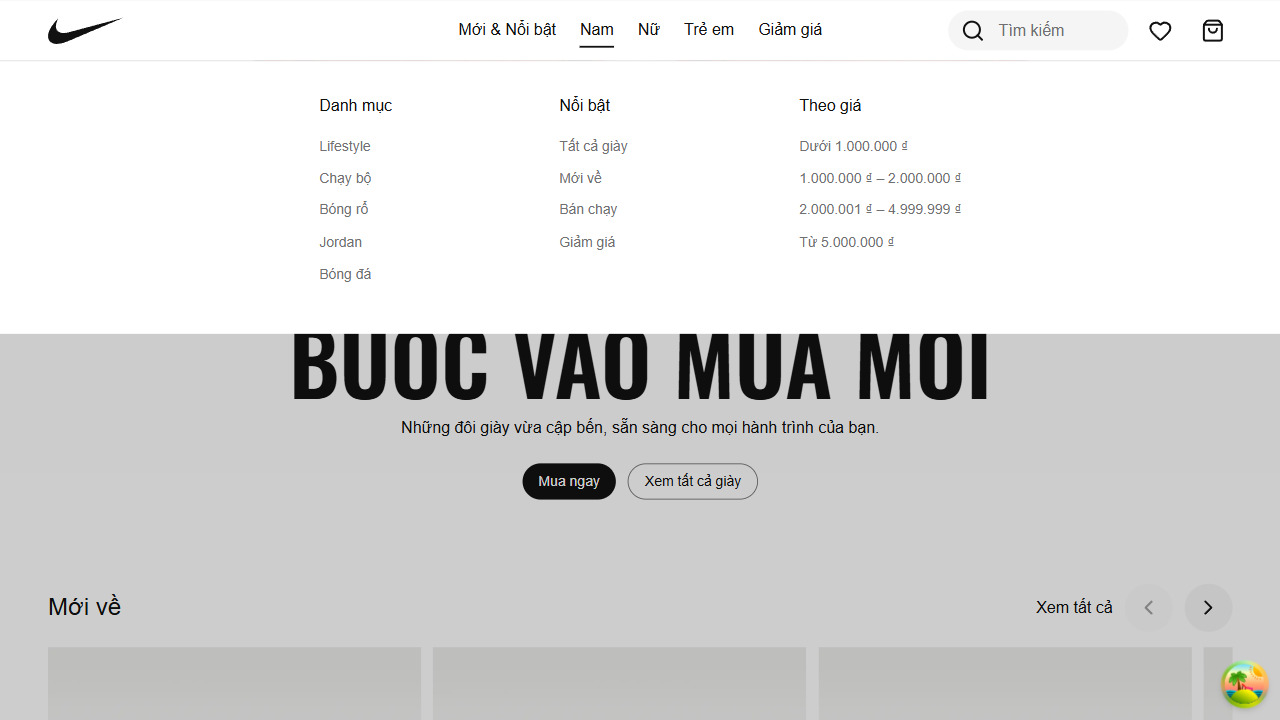 Mới & Nổi bật
Nam
Nữ
Trẻ em
Giảm giá
Tìm kiếm
Danh mục
Lifestyle
Chạy bộ
Bóng rổ
Jordan
Bóng đá
Nổi bật
Tất cả giày
Mới về
Bán chạy
Giảm giá
Theo giá
Dưới 1.000.000 ₫
1.000.000 ₫ – 2.000.000 ₫
2.000.001 ₫ – 4.999.999 ₫
Từ 5.000.000 ₫
BƯỚC VÀO MÙA MỚI
Những đôi giày vừa cập bến, sẵn sàng cho mọi hành trình của bạn.
Mua ngay
Xem tất cả giày
Mới về
Xem tất cả